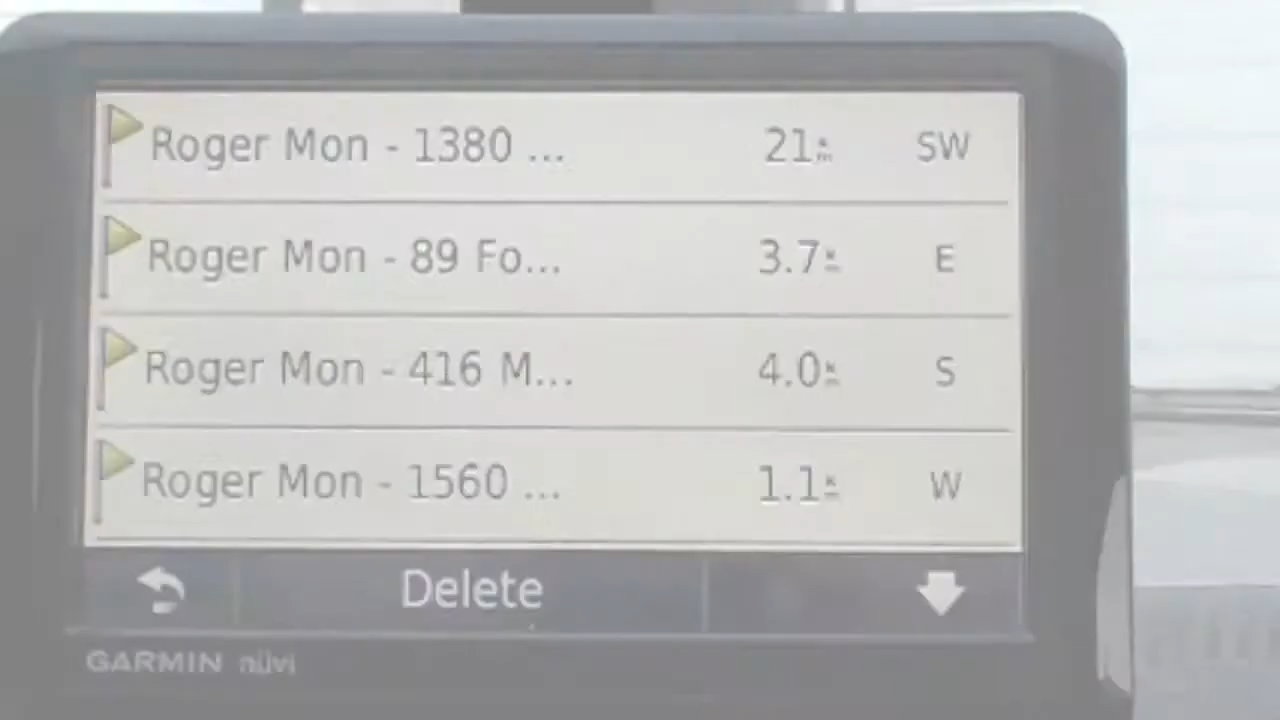 Roger Mon - 1380 ... 21 SW
Roger Mon - 89 Fo... 3.7 E
Roger Mon - 416 M... 4.0 S
Roger Mon - 1560 ... 1.1 W
Delete
GARMIN nüvi